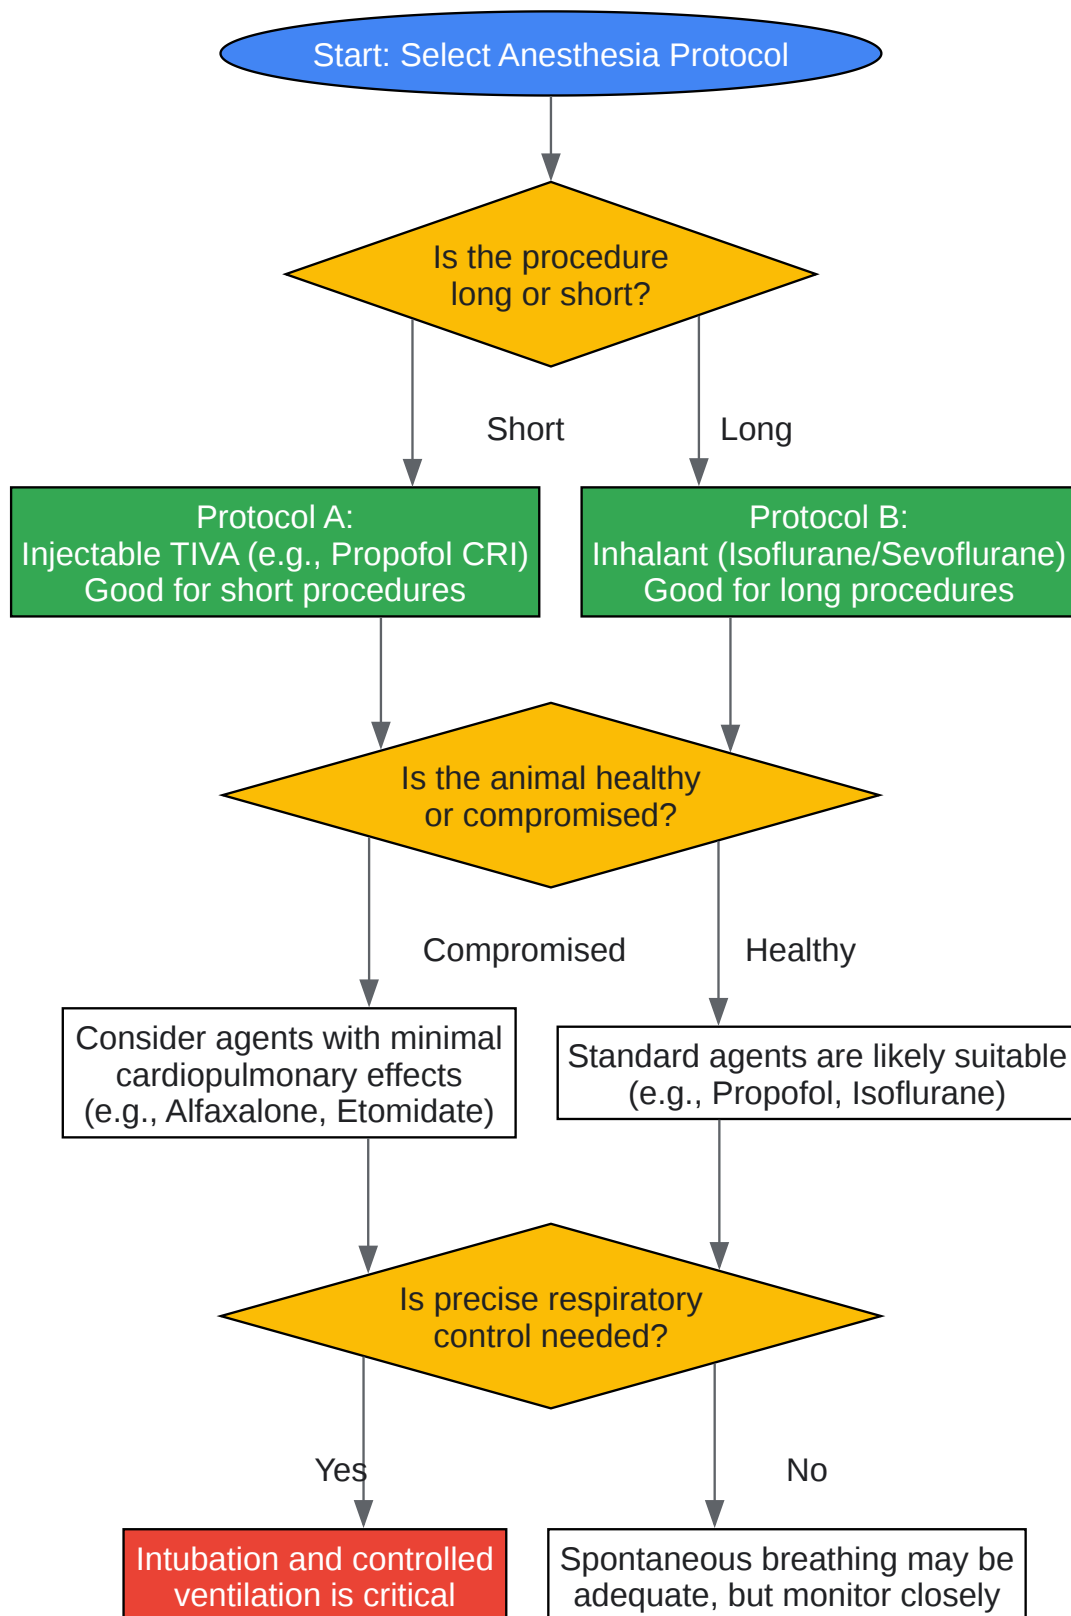 Start: Select Anesthesia Protocol
Is the procedure
long or short?
Short
Long
Protocol A:
Injectable TIVA (e.g., Propofol CRI)
Good for short procedures
Protocol B:
Inhalant (Isoflurane/Sevoflurane)
Good for long procedures
Is the animal healthy
or compromised?
Compromised
Healthy
Consider agents with minimal
cardiopulmonary effects
(e.g., Alfaxalone, Etomidate)
Standard agents are likely suitable
(e.g., Propofol, Isoflurane)
Is precise respiratory
control needed?
Yes
No
Intubation and controlled
ventilation is critical
Spontaneous breathing may be
adequate, but monitor closely